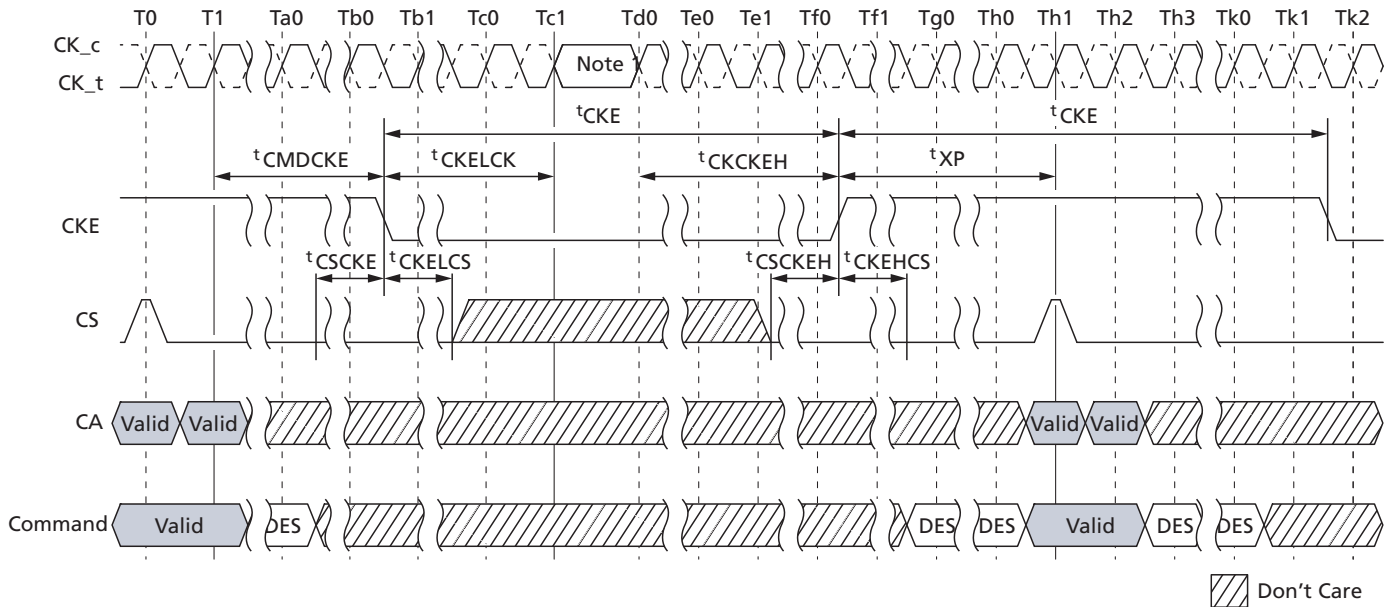 T0 T1 Ta0 Tb0 Tb1 Tc0 Tc1 Td0 Te0 Te1 Tf0 Tf1 Tg0 Th0 Th1 Th2 Th3 Tk0 Tk1 Tk2
CK_c
CK_t
Note 1
tCKE tCKE
tCMDCKE tCKELCK tCKCKEH tXP
CKE
tCSCKE tCKELCS tCSCKEH tCKEHCS
CS
CA Valid Valid Valid Valid
Command Valid DES DES DES Valid DES DES
Don't Care